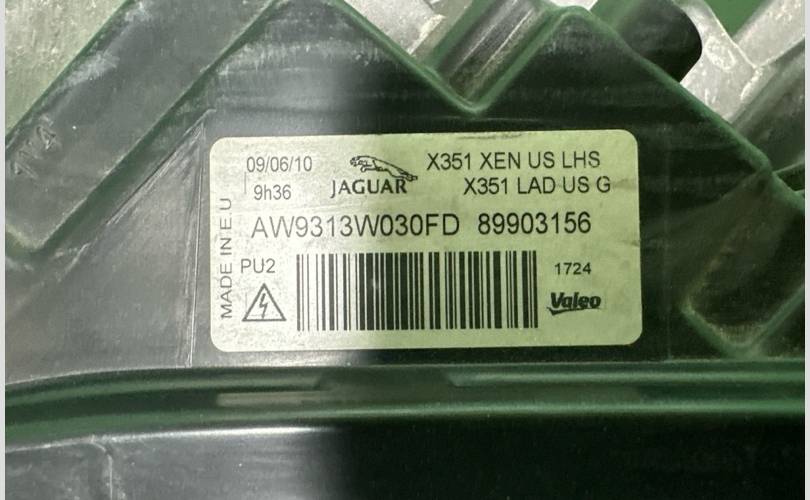 09/06/10
9h36
JAGUAR
X351 XEN US LHS
X351 LAD US G
MADE IN E.U
AW9313W030FD 89903156
PU2
1724
Valeo